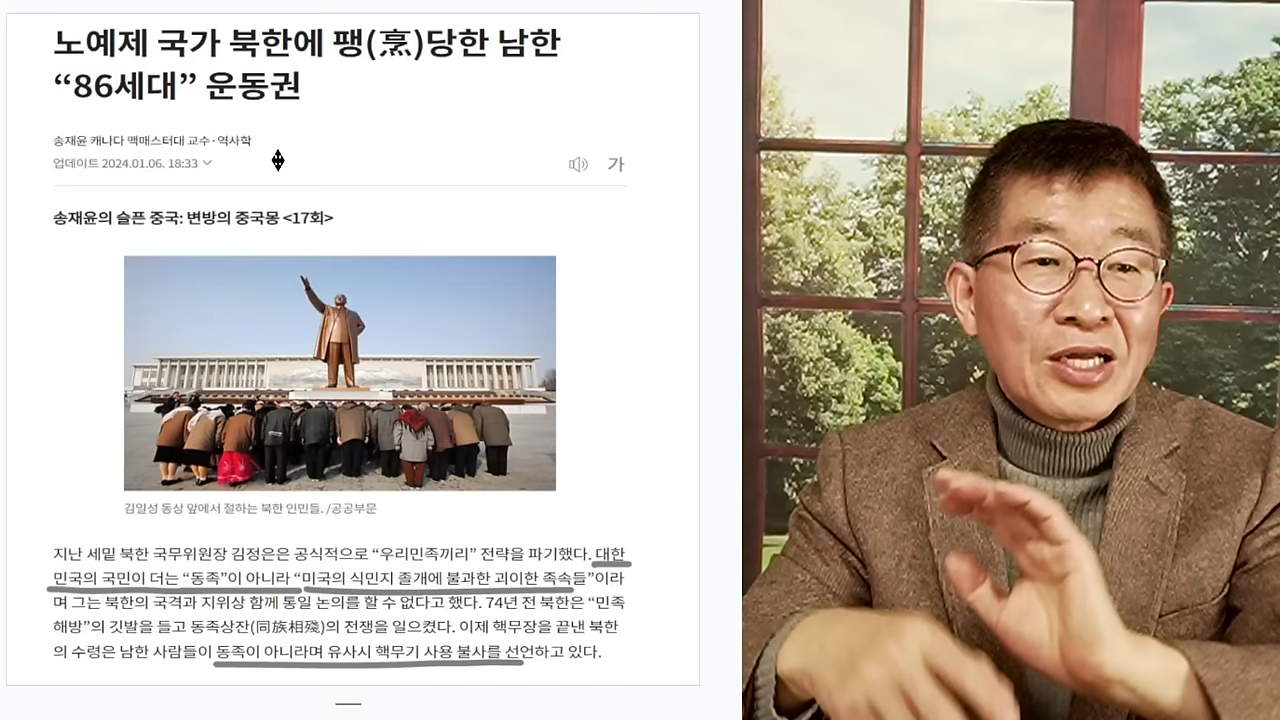 노예제 국가 북한에 팽(烹)당한 남한
“86세대” 운동권
송재윤 캐나다 맥매스터대 교수·역사학
업데이트 2024.01.06. 18:33
가
송재윤의 슬픈 중국: 변방의 중국몽 <17회>
김일성 동상 앞에서 절하는 북한 인민들. /공공부문
지난 세밑 북한 국무위원장 김정은은 공식적으로 “우리민족끼리” 전략을 파기했다. 대한
민국의 국민이 더는 “동족”이 아니라 “미국의 식민지 졸개에 불과한 괴이한 족속들”이라
며 그는 북한의 국격과 지위상 함께 통일 논의를 할 수 없다고 했다. 74년 전 북한은 “민족
해방”의 깃발을 들고 동족상잔(同族相殘)의 전쟁을 일으켰다. 이제 핵무장을 끝낸 북한
의 수령은 남한 사람들이 동족이 아니라며 유사시 핵무기 사용 불사를 선언하고 있다.